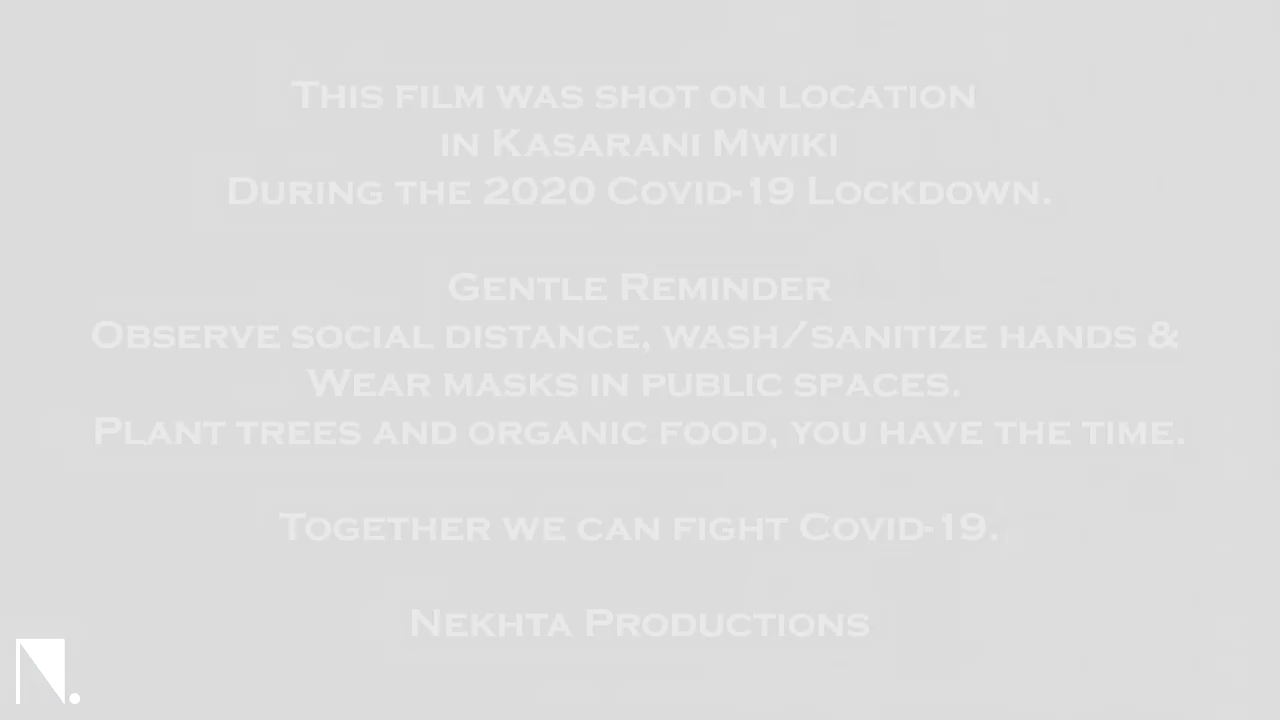 This film was shot on location
in Kasarani Mwiki
During the 2020 Covid-19 Lockdown.
Gentle Reminder
Observe social distance, wash/sanitize hands &
Wear masks in public spaces.
Plant trees and organic food, you have the time.
Together we can fight Covid-19.
Nekhta Productions
N.